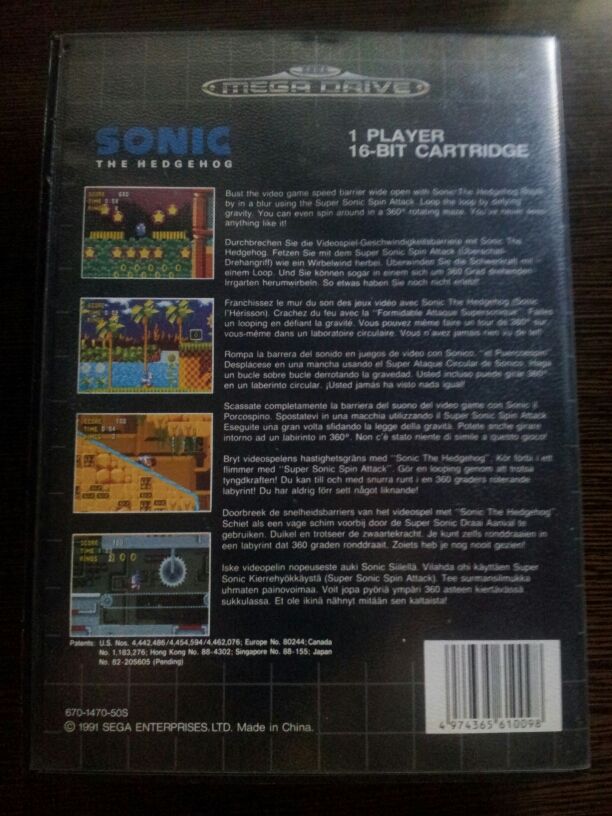 SEGA
MEGA DRIVE
SONIC
THE HEDGEHOG
1 PLAYER
16-BIT CARTRIDGE
Bust the video game speed barrier wide open with Sonic The Hedgehog
by in a blur using the Super Sonic Spin Attack. Loop the loop by defying
gravity. You can even spin around in a 360° rotating maze. You've never seen
anything like it!
Durchbrechen Sie die Videospiel-Geschwindigkeitsbarriere mit Sonic The
Hedgehog. Fetzen Sie mit dem Super Sonic Spin Attack (Überschall-
Drehangriff) wie ein Wirbelwind herbei. Überwinden Sie die Schwerkraft mit
einem Loop. Und Sie können sogar in einem sich um 360 Grad drehenden
Irrgarten herumwirbeln. So etwas haben Sie noch nicht erlebt!
Franchissez le mur du son des jeux vidéo avec Sonic The Hedgehog (Sonic
l'Hérisson). Crachez du feu avec la "Formidable Attaque Supersonique". Faites
un looping en défiant la gravité. Vous pouvez même faire un tour de 360° sur
vous-même dans un laboratoire circulaire. Vous n'avez jamais rien vu de tel!
Rompa la barrera del sonido en juegos de video con Sonico, "el Puercoespin"
Desplácese en una mancha usando el Super Ataque Circular de Sonico. Haga
un bucle sobre bucle derrotando la gravedad. Usted incluso puede girar 360°
en un laberinto circular. ¡Usted jamás ha visto nada igual!
Scassate completamente la barriera del suono del video game con Sonic il
Porcospino. Spostatevi in una macchia utilizzando il Super Sonic Spin Attack.
Eseguite una gran volta sfidando la legge della gravità. Potete anche girare
intorno ad un labirinto in 360°. Non c'è stato niente di simile a questo gioco!
Bryt videospelens hastighetsgräns med "Sonic The Hedgehog". Kör förbi i ett
flimmer med "Super Sonic Spin Attack". Gör en looping genom att trotsa
tyngdkraften! Du kan till och med snurra runt i en 360 graders roterande
labyrint! Du har aldrig förr sett något liknande!
Doorbreek de snelheidsbarriers van het videospel met "Sonic The Hedgehog"
Schiet als een vage schim voorbij door de Super Sonic Draai Aanval te
gebruiken. Duikel en trotseer de zwaartekracht. Je kunt zelfs ronddraaien in
een labyrint dat 360 graden ronddraait. Zoiets heb je nog nooit gezien!
Iske videopelin nopeuseste auki Sonic Siilellä. Vilahda ohi käyttäen Super
Sonic Kierrehyökkäystä (Super Sonic Spin Attack). Tee surmansilmukka
uhmaten painovoimaa. Voit jopa pyöriä ympäri 360 asteen kiertävässä
sukkulassa. Et ole ikinä nähnyt mitään sen kaltaista!
Patents: U.S. Nos. 4,442,486/4,454,594/4,462,076; Europe No. 80244; Canada
No. 1,183,276; Hong Kong No. 88-4302; Singapore No. 88-155; Japan
No. 82-205605 (Pending)
670-1470-50S
© 1991 SEGA ENTERPRISES, LTD. Made in China.
4 974365 610098